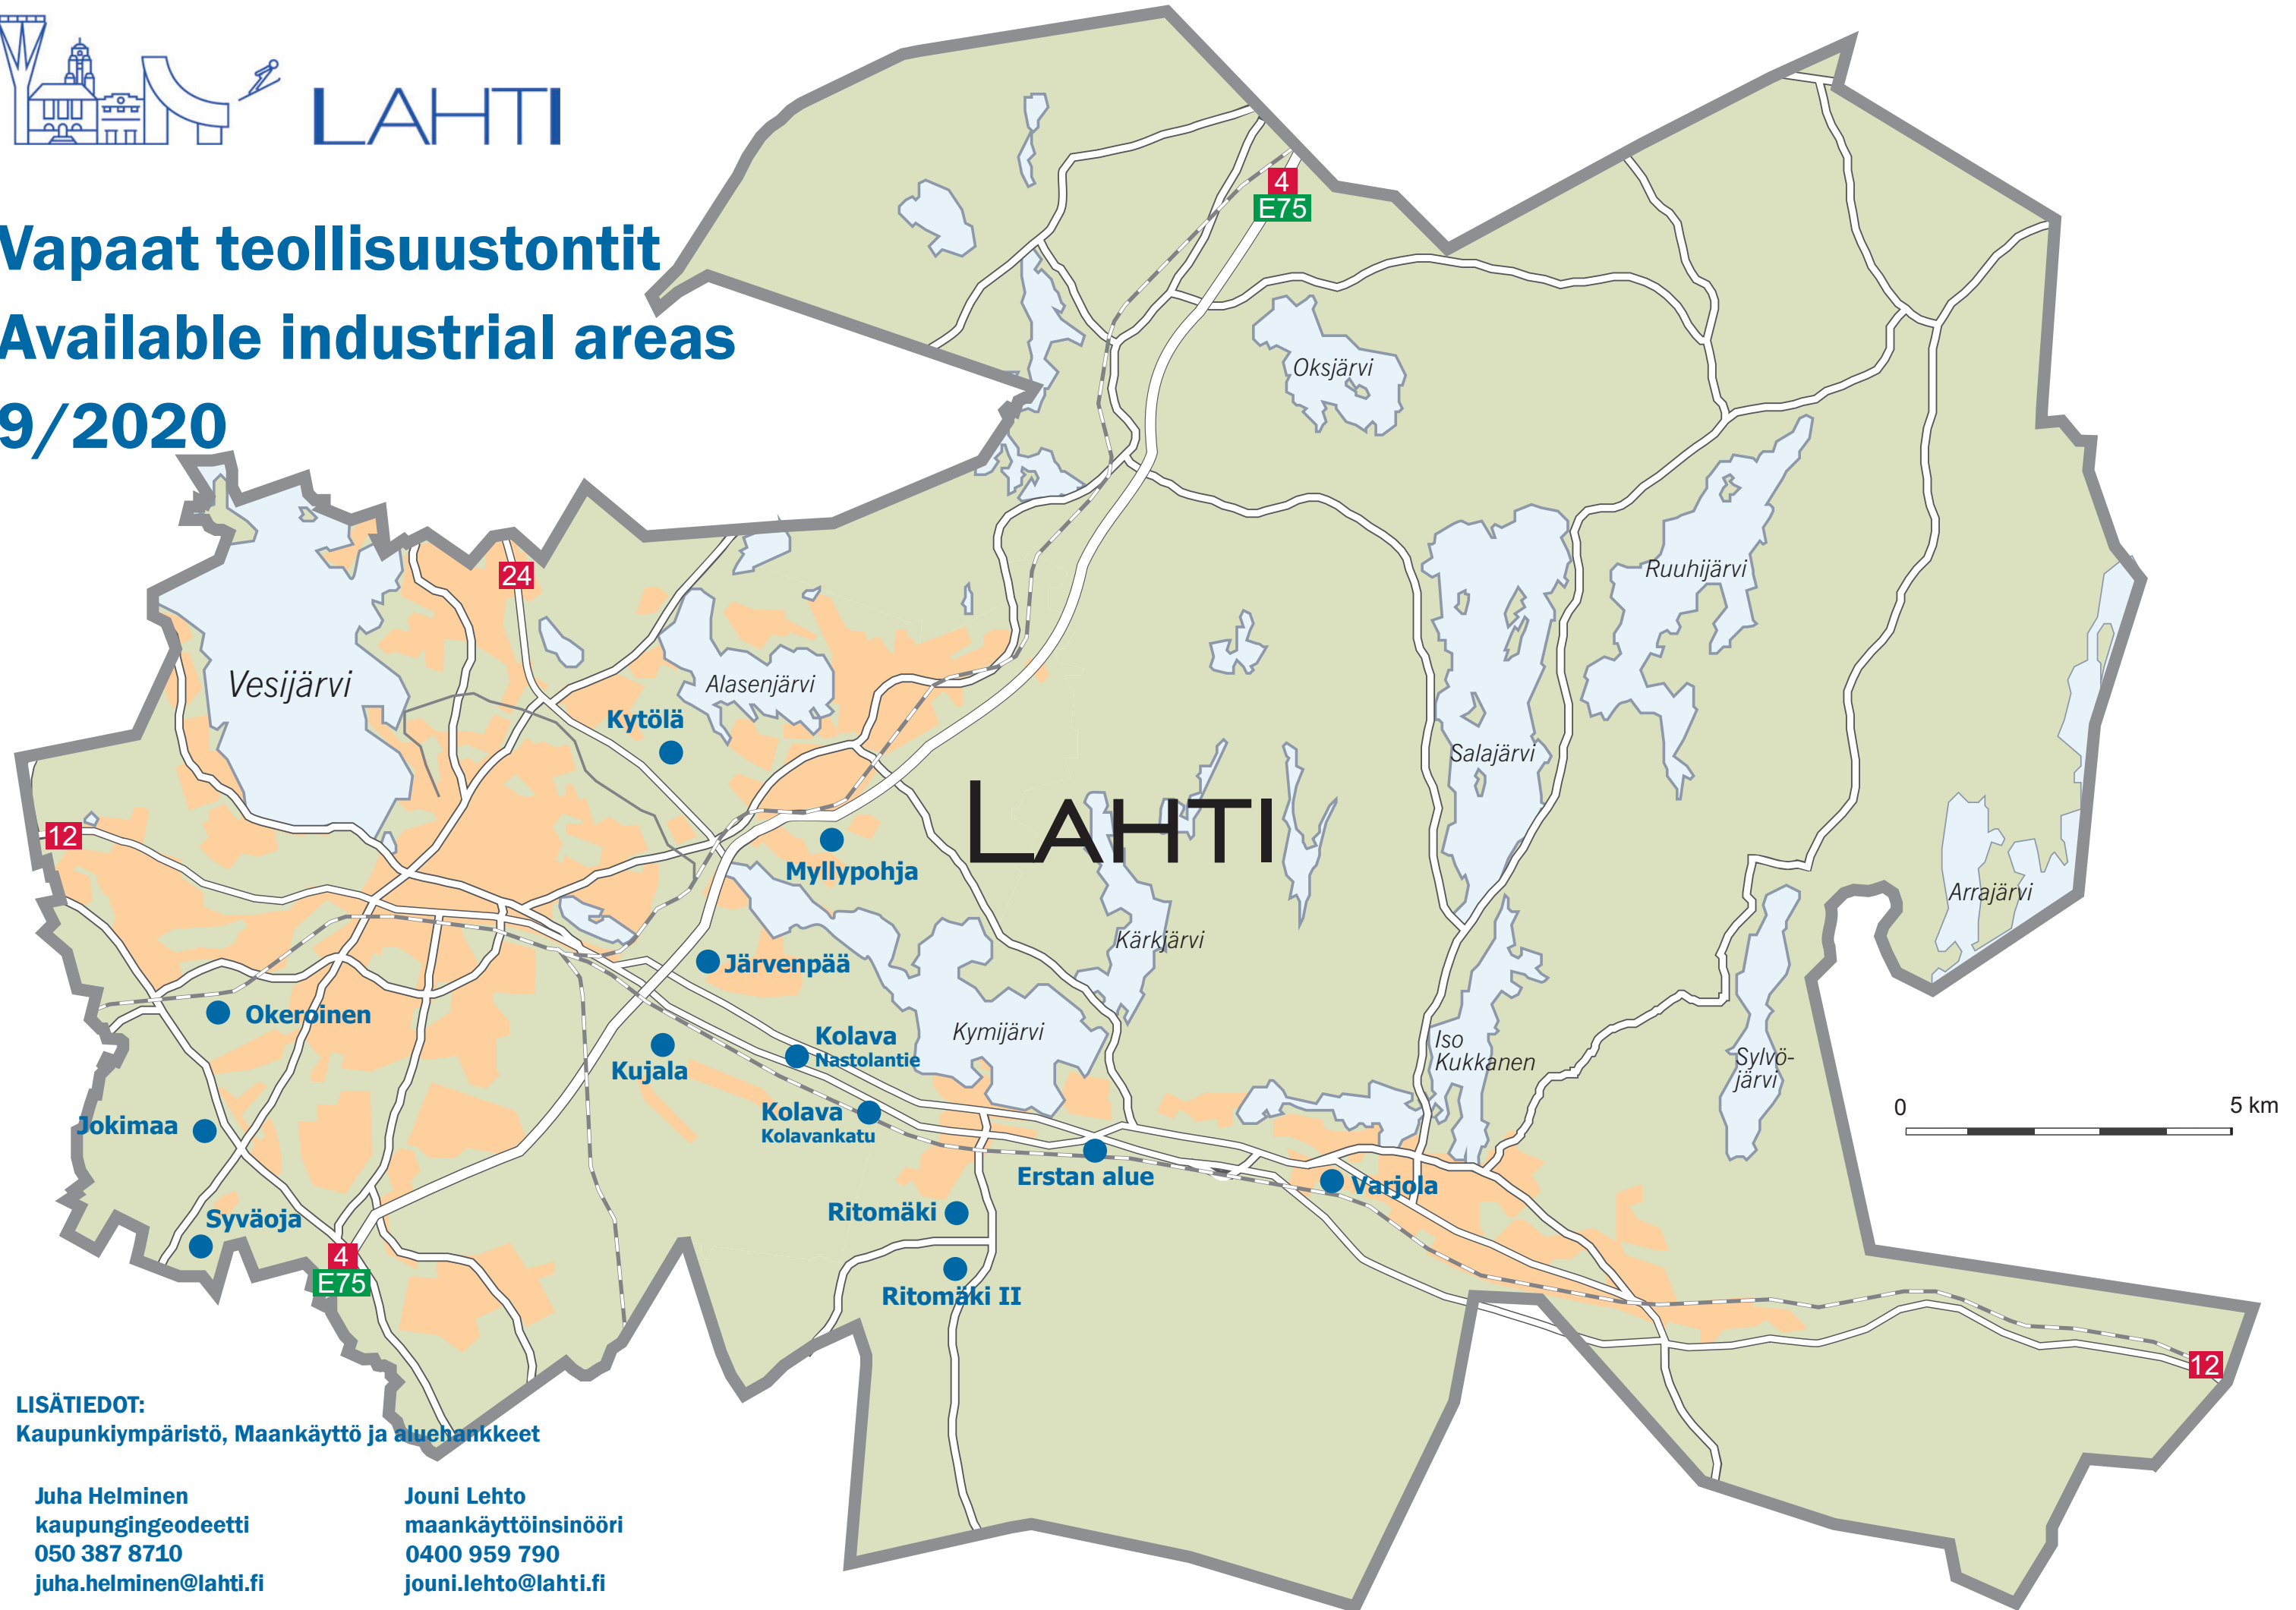 LAHTI
Vapaat teollisuustontit
Available industrial areas
9/2020
4
E75
Oksjärvi
24
Ruuhijärvi
Vesijärvi
Alasenjärvi
Kytölä
Salajärvi
LAHTI
12
Myllypohja
Arrajärvi
Kärkjärvi
Järvenpää
Okeroinen
Kymijärvi
Kolava
Nastolantie
Iso
Kukkanen
Sylvö-
järvi
Kujala
0
5 km
Kolava
Kolavankatu
Jokimaa
Erstan alue
Varjola
Ritomäki
Syväoja
4
E75
Ritomäki II
12
LISÄTIEDOT:
Kaupunkiympäristö, Maankäyttö ja aluehankkeet
Juha Helminen
kaupungingeodeetti
050 387 8710
juha.helminen@lahti.fi
Jouni Lehto
maankäyttöinsinööri
0400 959 790
jouni.lehto@lahti.fi